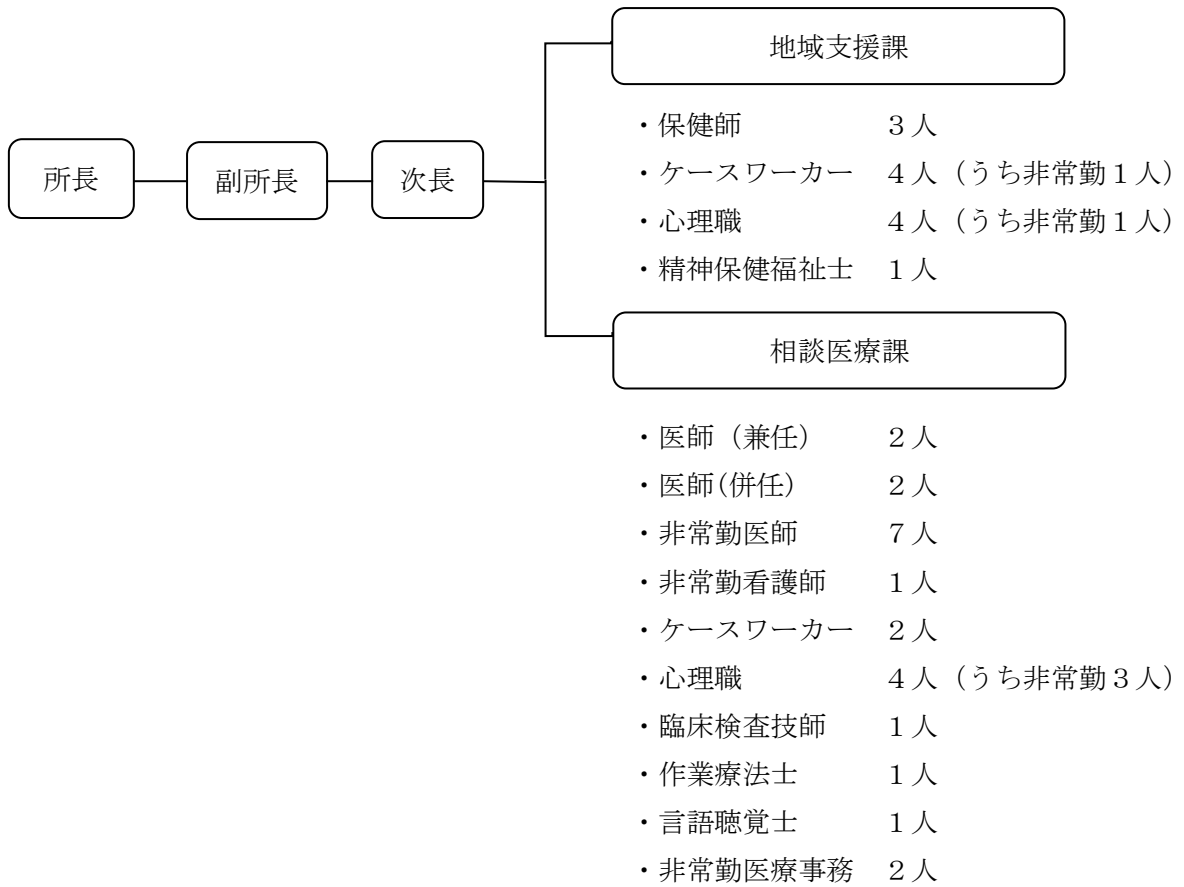 地域支援課
・保健師 3人
所長 副所長 次長
・ケースワーカー 4人（うち非常勤1人）
・心理職 4人（うち非常勤1人）
・精神保健福祉士 1人
相談医療課
・医師（兼任） 2人
・医師(併任) 2人
・非常勤医師 7人
・非常勤看護師 1人
・ケースワーカー 2人
・心理職 4人（うち非常勤3人）
・臨床検査技師 1人
・作業療法士 1人
・言語聴覚士 1人
・非常勤医療事務 2人